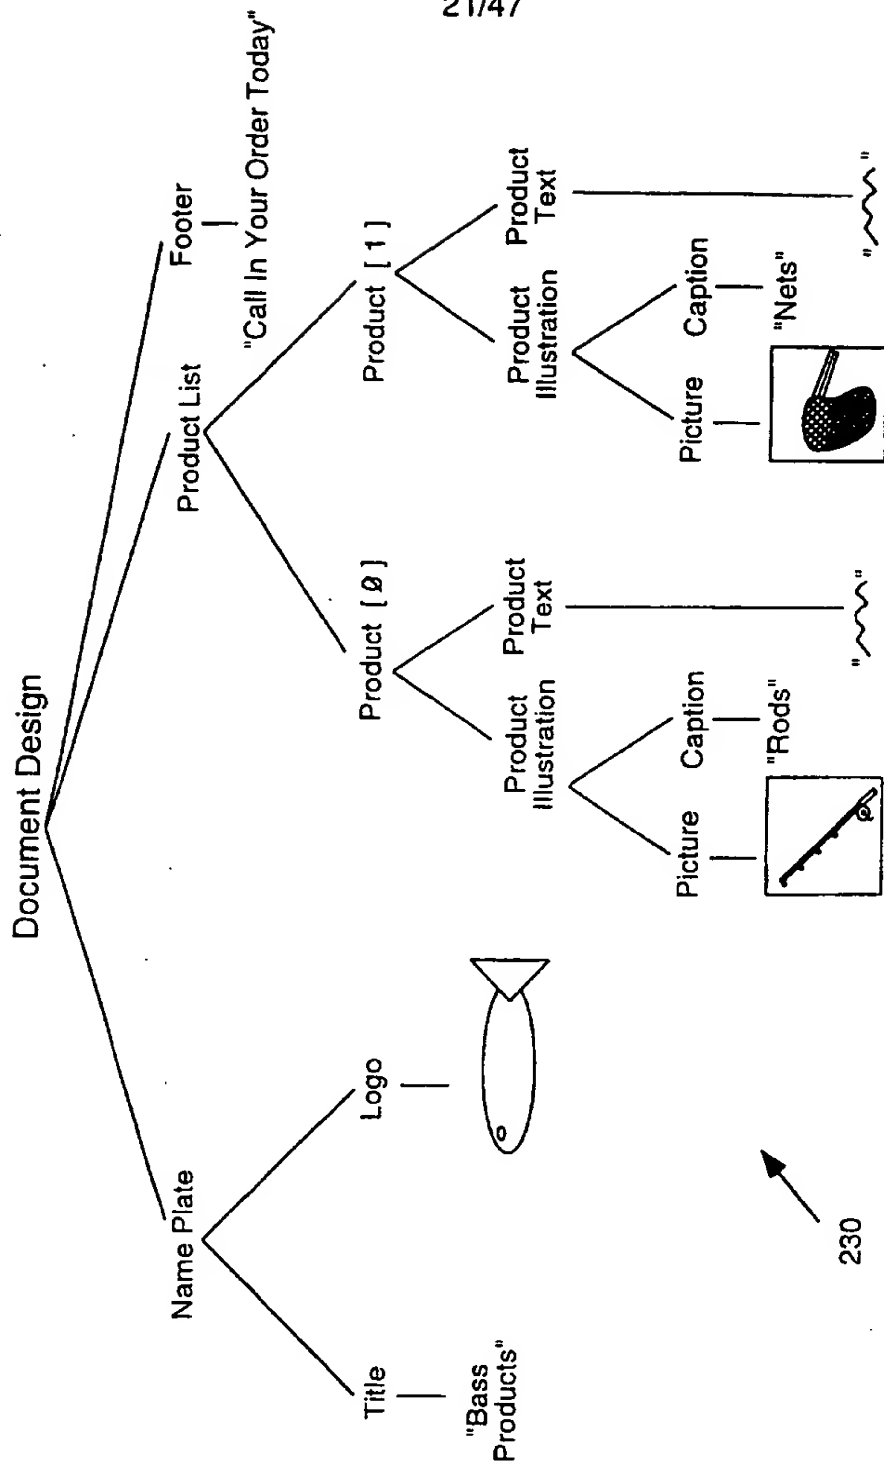 21/47
Document Design
Name Plate
Product List
Footer
"Call In Your Order Today"
Title
Logo
Product [0]
Product [1]
"Bass
Products"
Product
Illustration
Product
Text
Product
Illustration
Product
Text
Picture
Caption
Picture
Caption
"Rods"
"Nets"
230